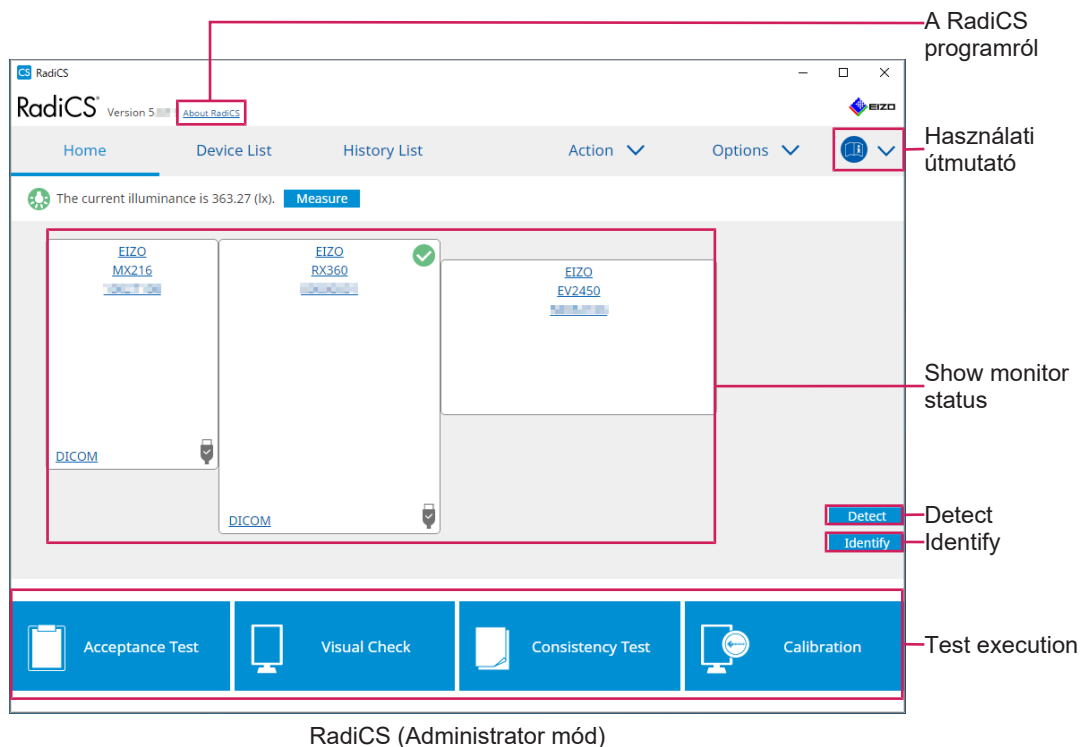 A RadiCS
programról
CS RadiCS
RadiCS® Version 5. About RadiCS
EIZO
Home Device List History List Action Options
Használati
útmutató
The current illuminance is 363.27 (lx). Measure
EIZO
MX216
EIZO
RX360
EIZO
EV2450
Show monitor
status
DICOM
DICOM
Detect Detect
Identify Identify
Acceptance Test Visual Check Consistency Test Calibration
Test execution
RadiCS (Administrator mód)